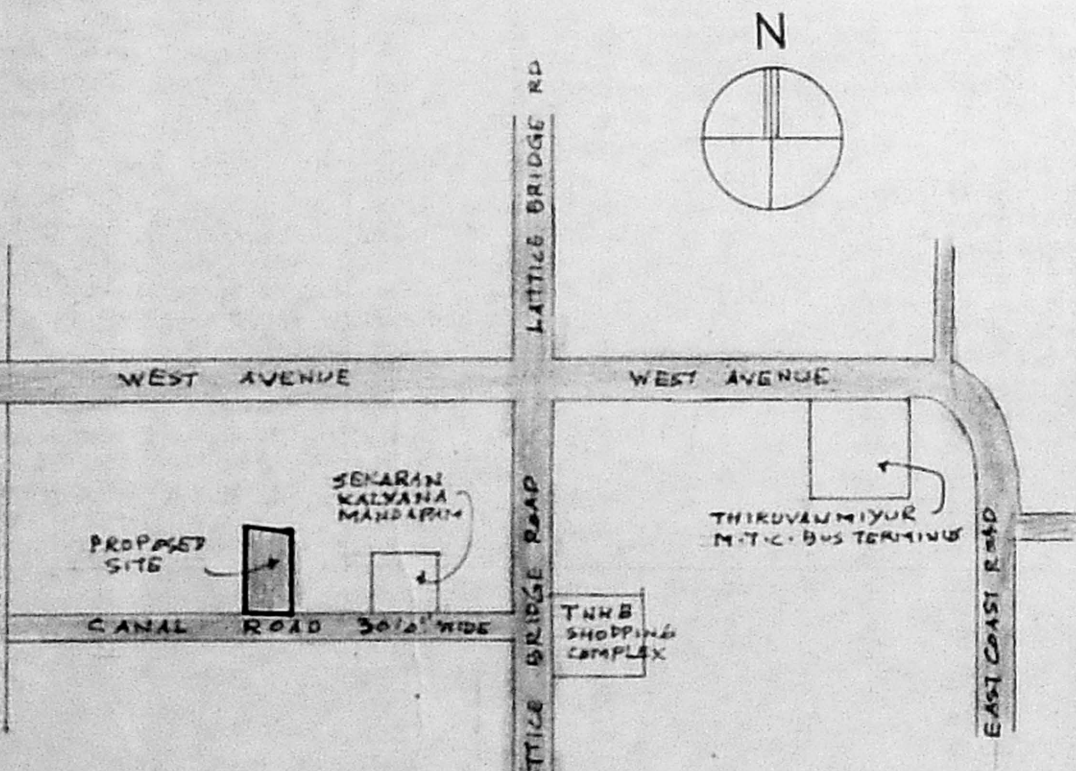 N
LATTICE BRIDGE RD
WEST AVENUE
WEST AVENUE
SEKARAN
KALYANA
MANDAPAM
PROPOSED
SITE
THIRUVANMIYUR
M.T.C. BUS TERMINUS
CANAL ROAD 30'0" WIDE
TNHB
SHOPPING
COMPLEX
LATTICE BRIDGE ROAD
EAST COAST ROAD